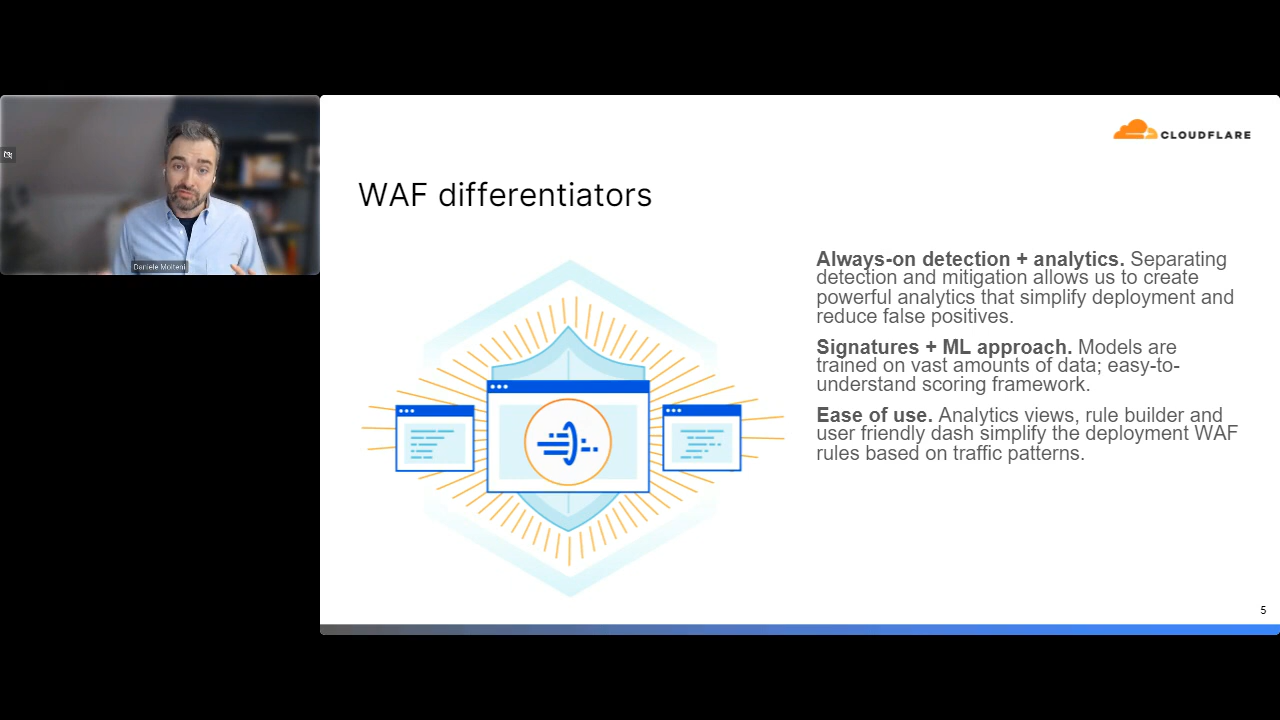 CLOUDFLARE
WAF differentiators
Daniele Molteni
Always-on detection + analytics. Separating
detection and mitigation allows us to create
powerful analytics that simplify deployment and
reduce false positives.
Signatures + ML approach. Models are
trained on vast amounts of data; easy-to-
understand scoring framework.
Ease of use. Analytics views, rule builder and
user friendly dash simplify the deployment WAF
rules based on traffic patterns.
5